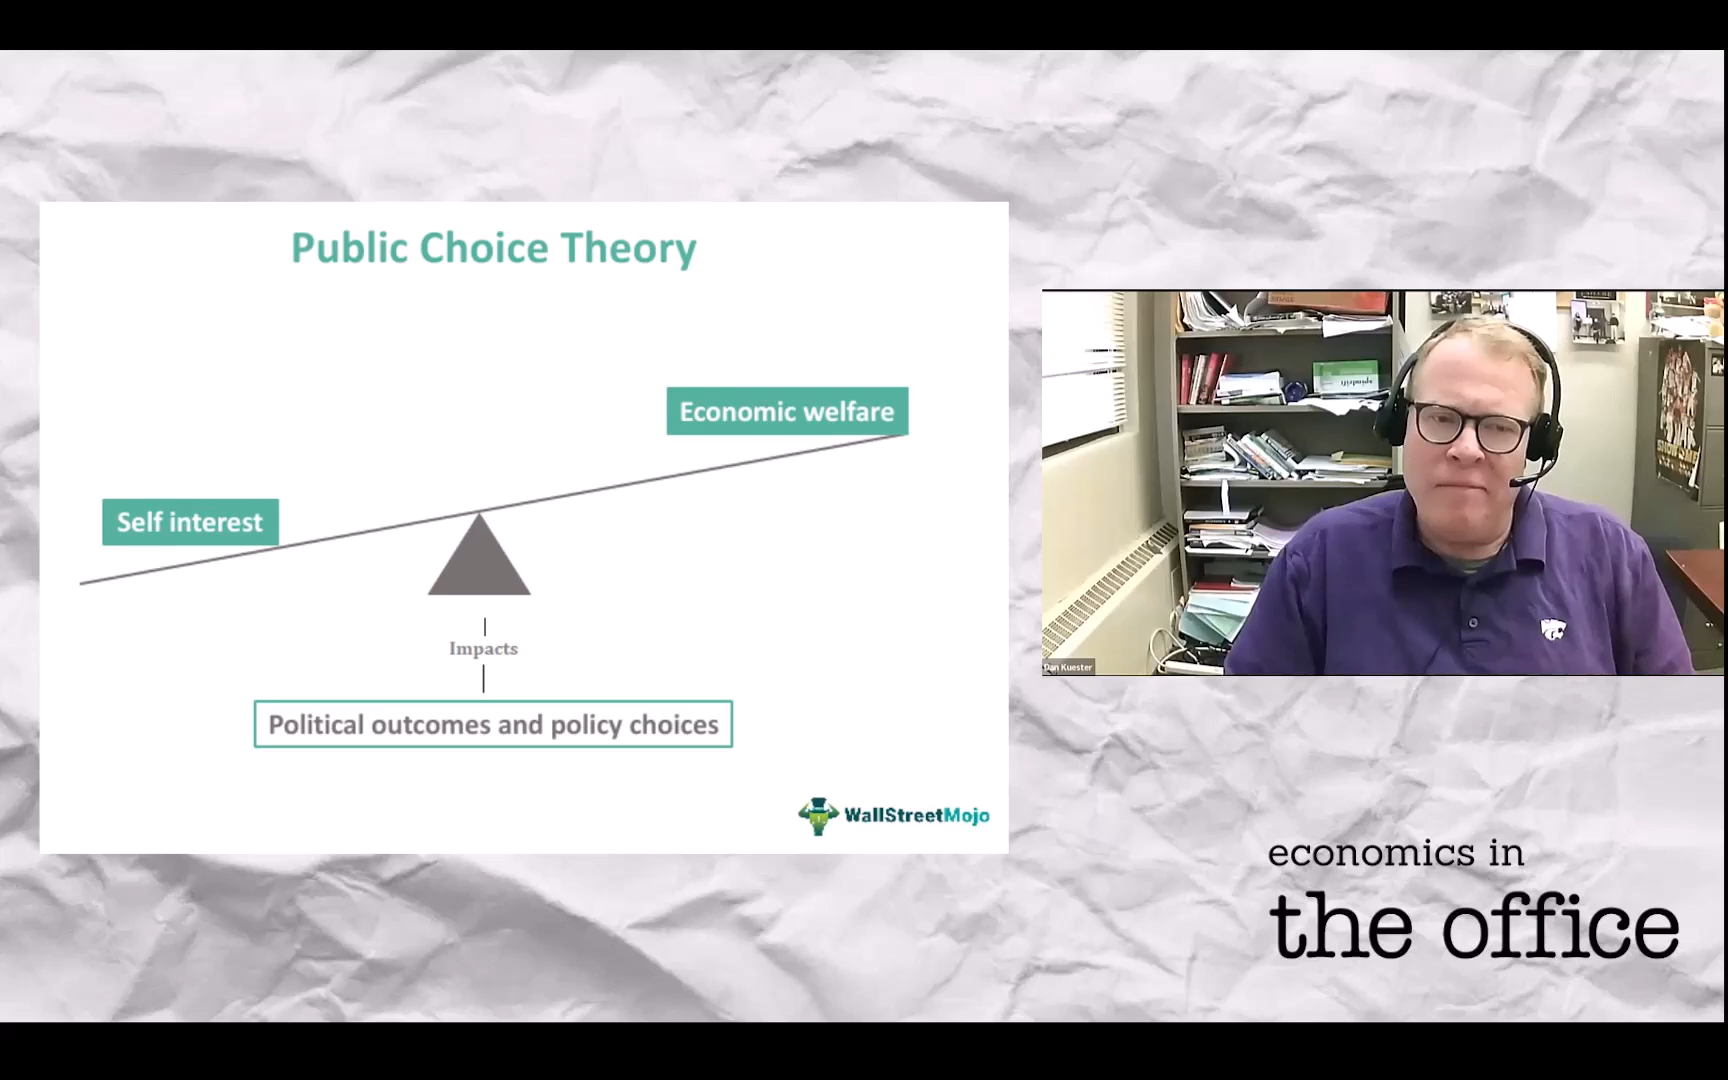 Public Choice Theory
Economic welfare
Self interest
Impacts
Political outcomes and policy choices
WallStreetMojo
spindrift
Dan Kuester
economics in
the office